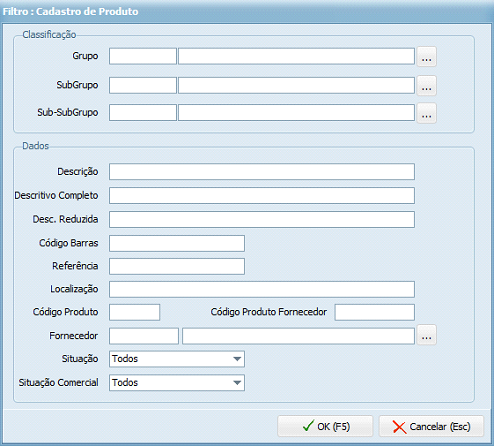 Filtro : Cadastro de Produto
Classificação
Grupo ...
SubGrupo ...
Sub-SubGrupo ...
Dados
Descrição
Descritivo Completo
Desc. Reduzida
Código Barras
Referência
Localização
Código Produto Código Produto Fornecedor
Fornecedor ...
Situação Todos
Situação Comercial Todos
OK (F5) Cancelar (Esc)